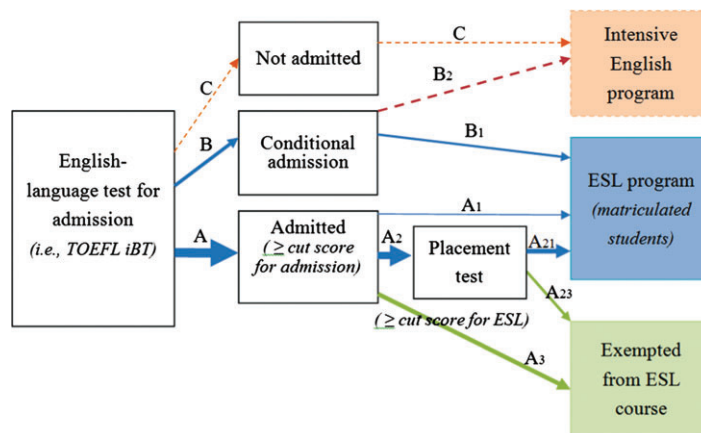 C
Not admitted
C
Intensive
English
program
B2
B
Conditional
admission
B1
English-
language test for
admission
(i.e., TOEFL iBT)
ESL program
(matriculated
students)
A
Admitted
(≥ cut score
for admission)
A1
A2
Placement
test
A21
A23
(≥ cut score for ESL)
A3
Exempted
from ESL
course